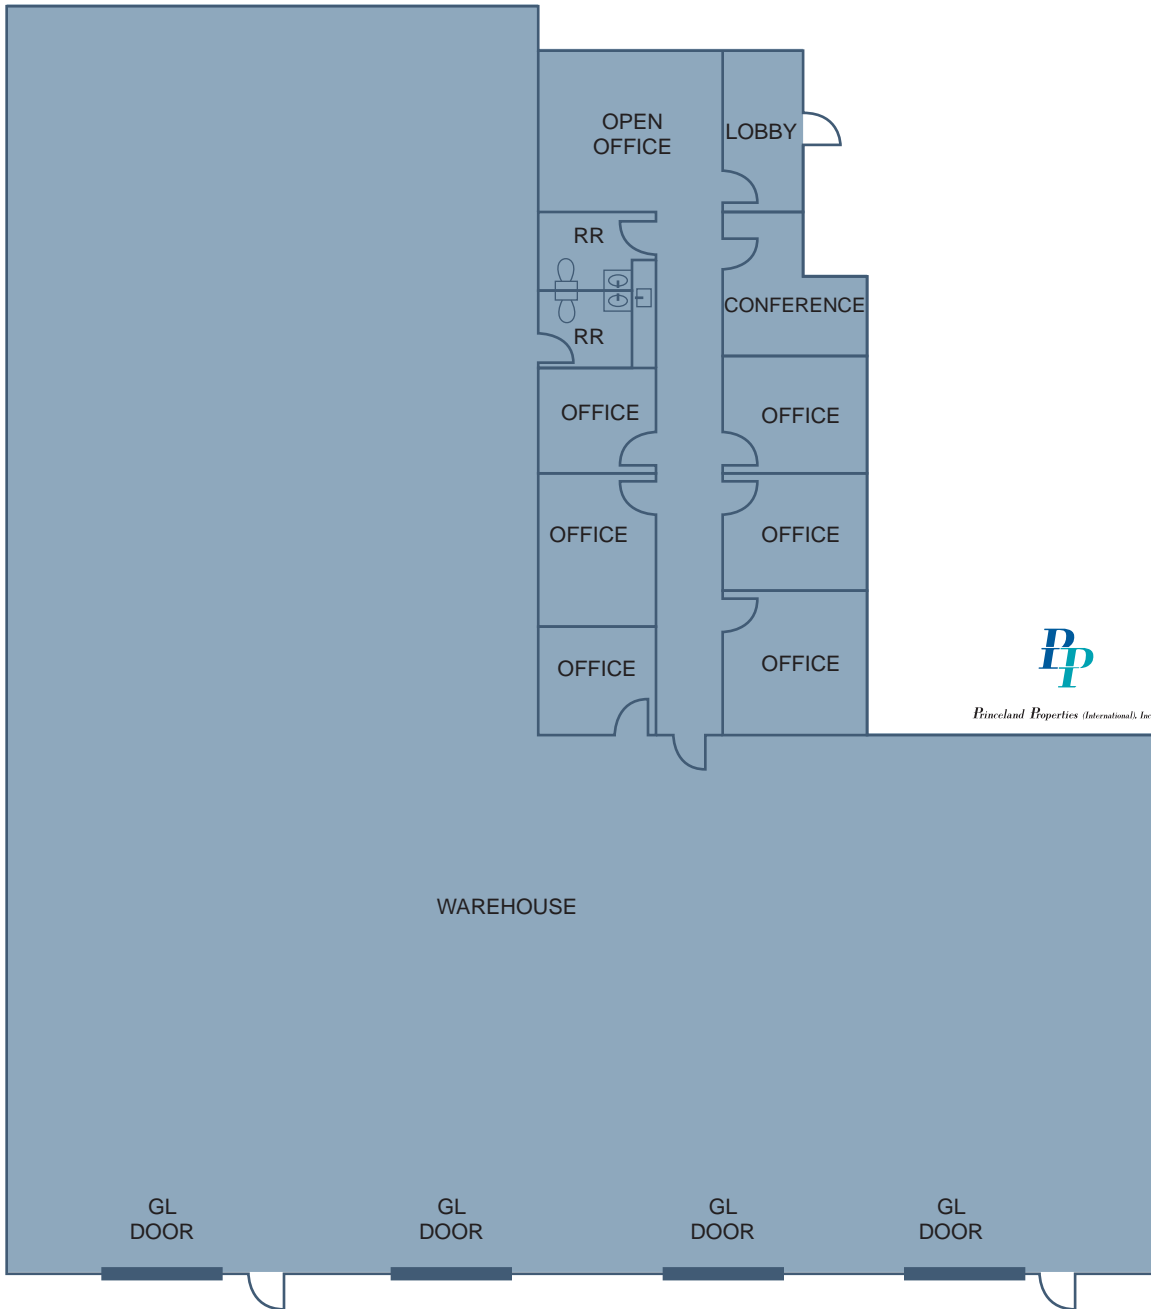 OPEN
OFFICE
LOBBY
RR
CONFERENCE
RR
OFFICE
OFFICE
OFFICE
OFFICE
OFFICE
OFFICE
PP
Princeland Properties (International), Inc
WAREHOUSE
GL
DOOR
GL
DOOR
GL
DOOR
GL
DOOR